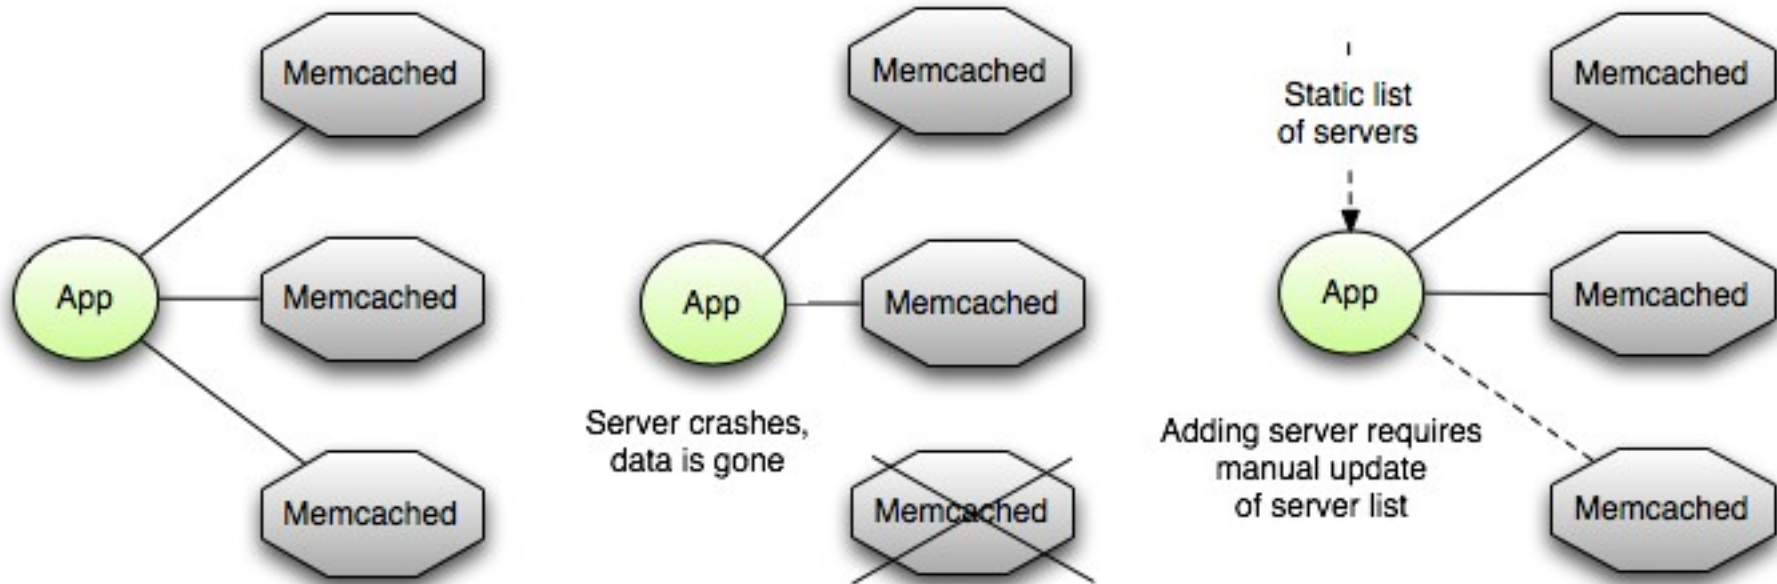 Memcached
App
Memcached
Memcached
Memcached
App
Memcached
Server crashes,
data is gone
Memcached
Static list
of servers
Memcached
App
Memcached
Adding server requires
manual update
of server list
Memcached